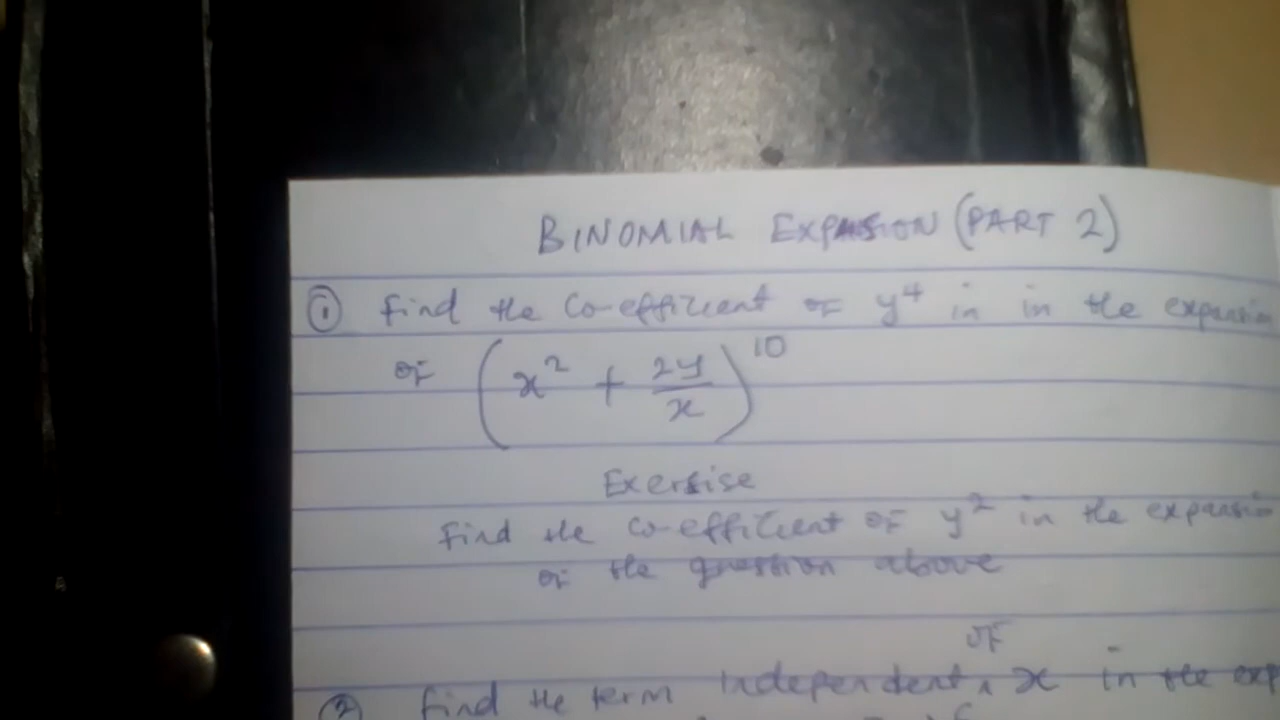 BINOMIAL EXPASION (PART 2)
① find the Co-efficient of y⁴ in in the expansion
of (x² + 2y/x)¹⁰
Exercise
find the co-efficient of y² in the expansion
of the question above
② find the term independent of x in the exp